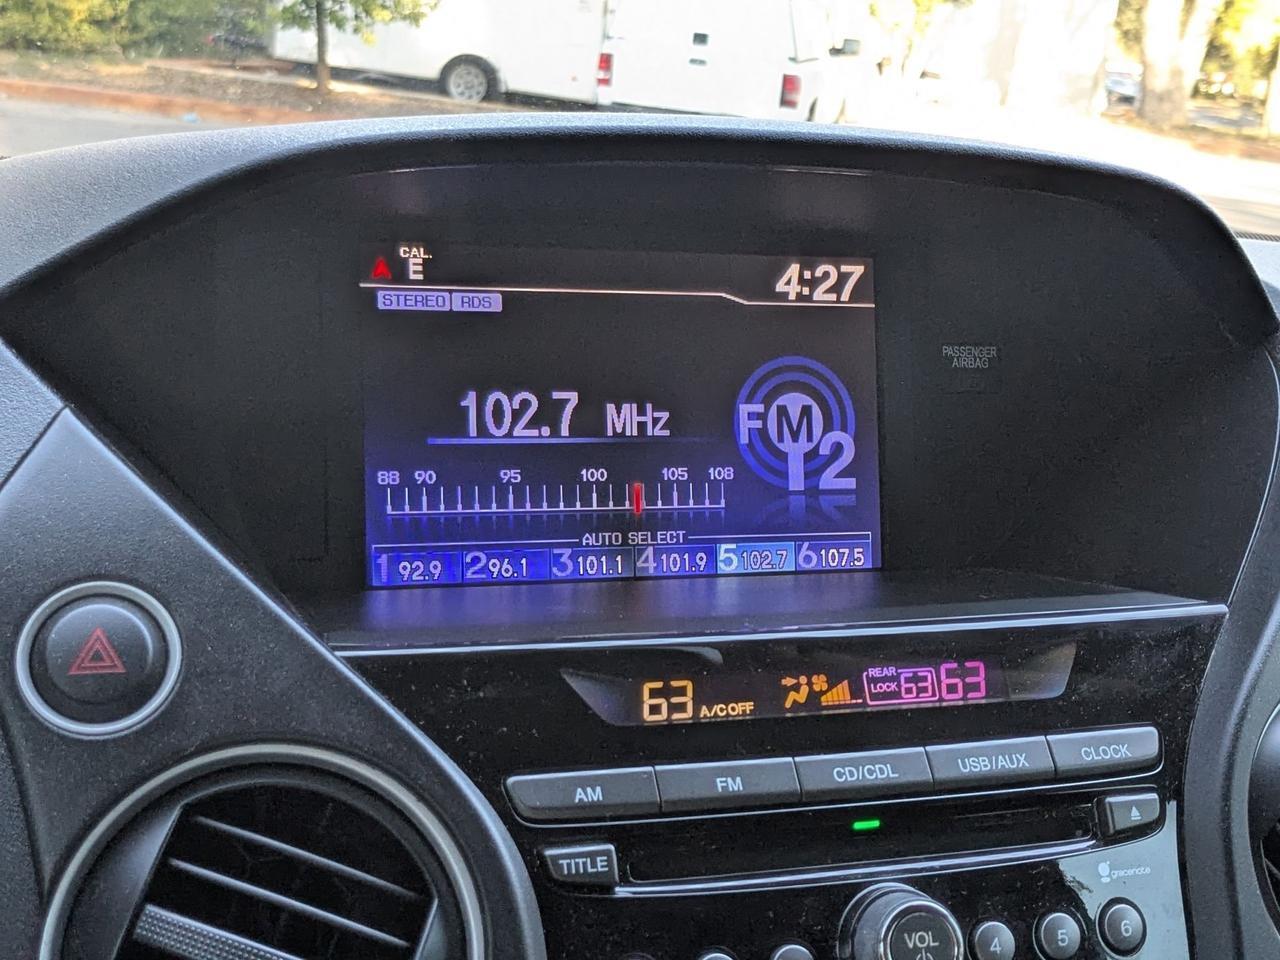 CAL.
E
4:27
STEREO RDS
PASSENGER
AIRBAG
102.7 MHz
FM2
88 90 95 100 105 108
AUTO SELECT
1 92.9 2 96.1 3 101.1 4 101.9 5 102.7 6 107.5
63 A/C OFF REAR LOCK 63 63
AM FM CD/CDL USB/AUX CLOCK
TITLE
gracenote
VOL 4 5 6